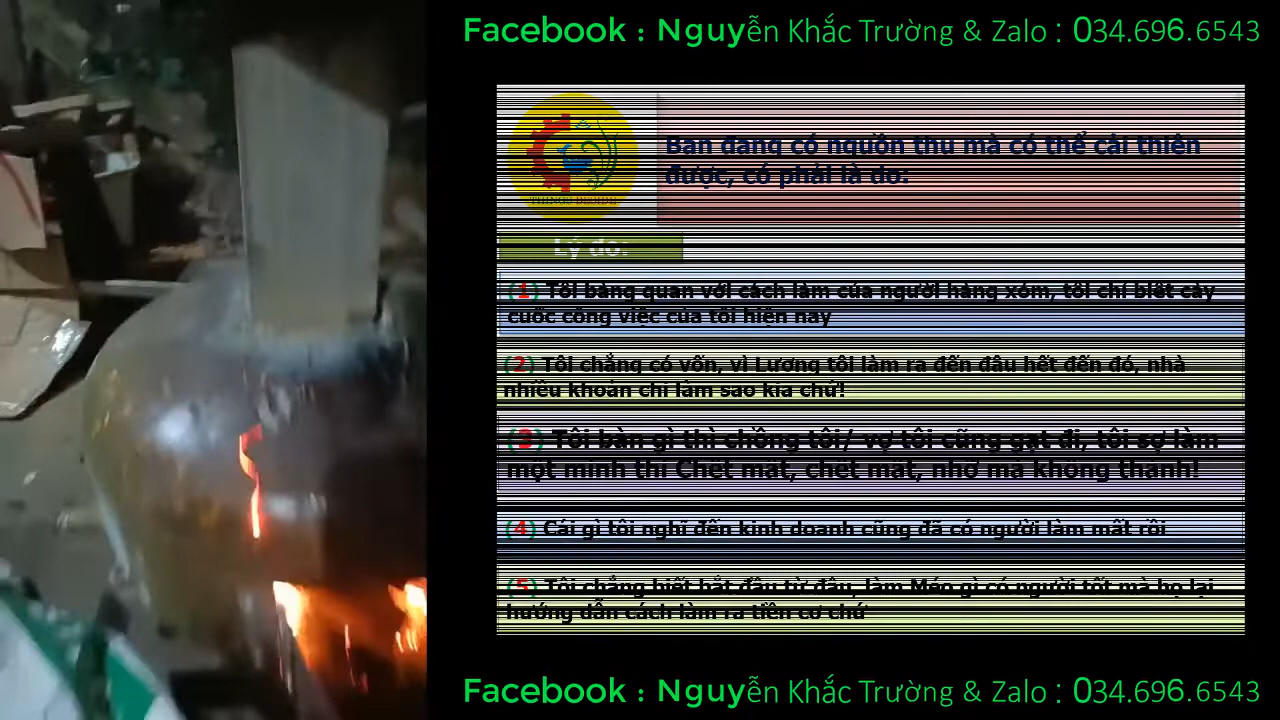 Facebook : Nguyễn Khắc Trường & Zalo : 034.696.6543
Bạn đang có nguồn thu mà có thể cải thiện
được, có phải là do:
Lý do:
(1) Tôi bàng quan với cách làm của người hàng xóm, tôi chỉ biết cày
cuốc công việc của tôi hiện nay
(2) Tôi chẳng có vốn, vì Lương tôi làm ra đến đâu hết đến đó, nhà
nhiều khoản chi làm sao kia chứ!
(3) Tôi bàn gì thì chồng tôi/ vợ tôi cũng gạt đi, tôi sợ làm
một mình thì Chết mất, chết mất, nhỡ mà không thành!
(4) Cái gì tôi nghĩ đến kinh doanh cũng đã có người làm mất rồi
(5) Tôi chẳng biết bắt đầu từ đâu, làm Méo gì có người tốt mà họ lại
hướng dẫn cách làm ra tiền cơ chứ
Facebook : Nguyễn Khắc Trường & Zalo : 034.696.6543